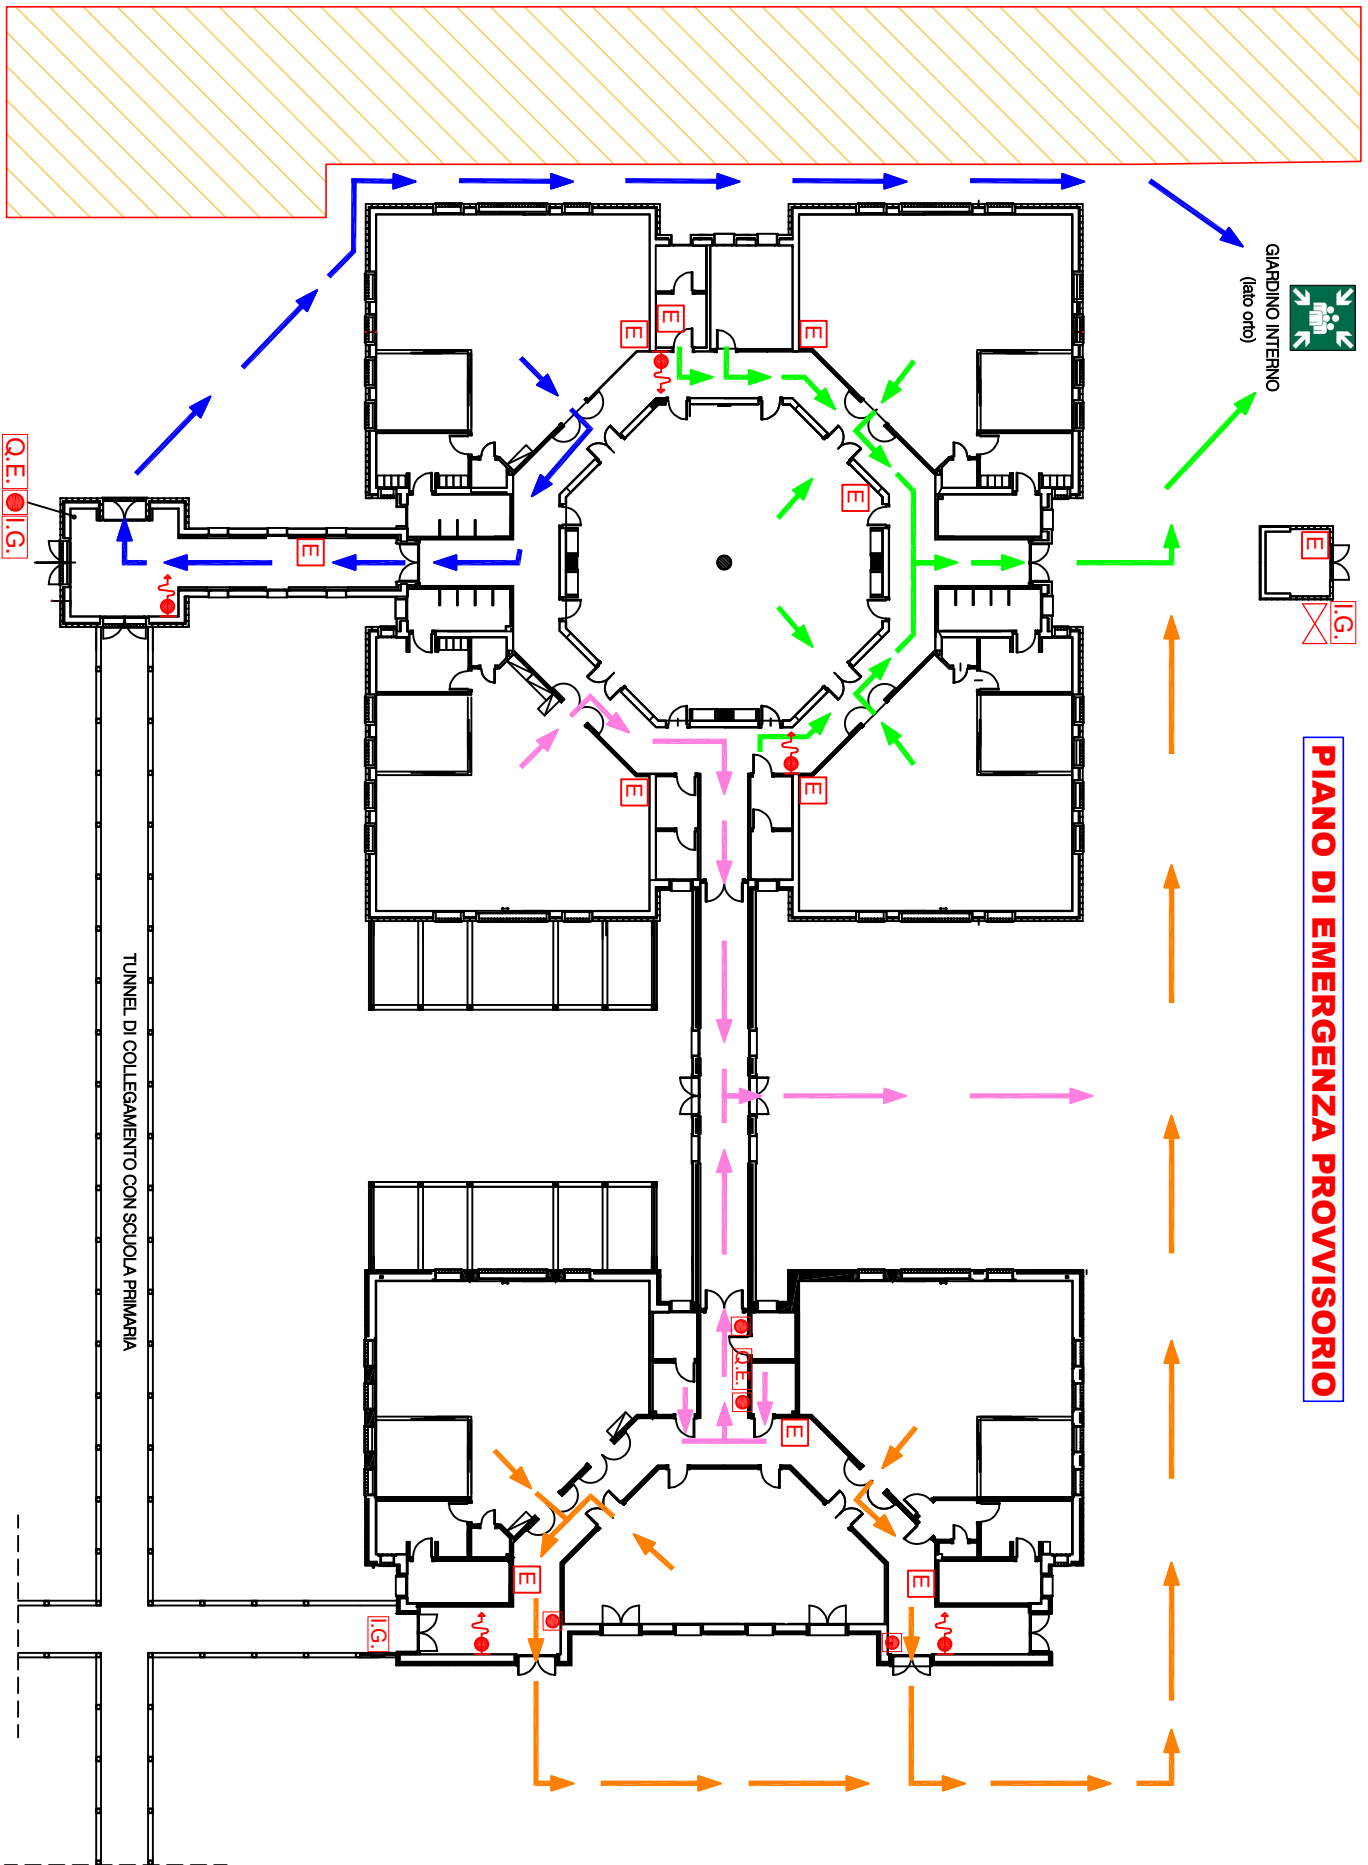 PIANO DI EMERGENZA PROVVISORIO
GIARDINO INTERNO
(lato orto)
E
I.G.
E
E
E
E
E
E
E
E
Q.E.
I.G.
TUNNEL DI COLLEGAMENTO CON SCUOLA PRIMARIA
Q.E.
E
E
E
I.G.